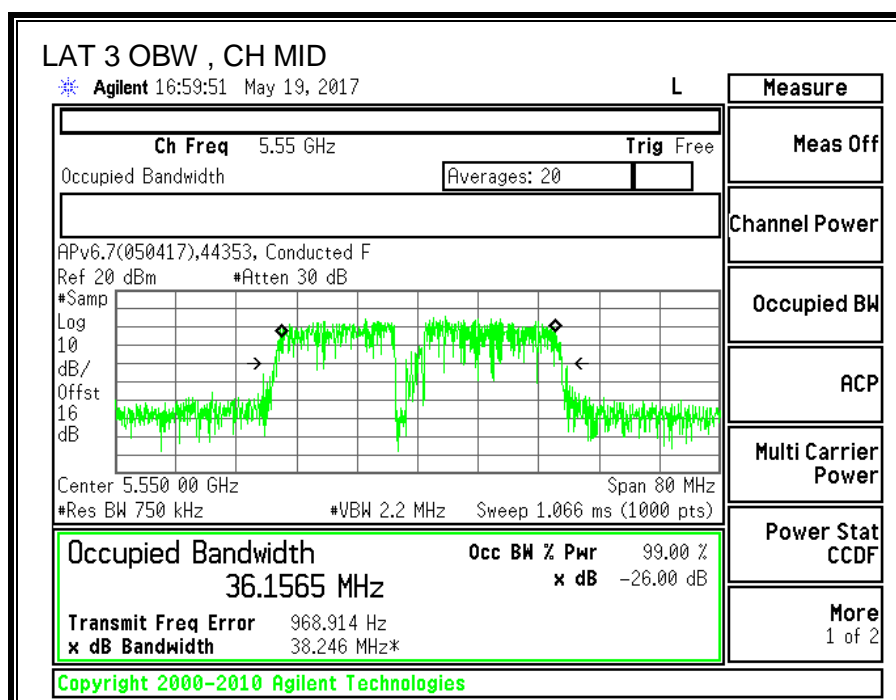 LAT 3 OBW , CH MID
Agilent 16:59:51 May 19, 2017 L
Measure
Ch Freq 5.55 GHz Trig Free
Meas Off
Occupied Bandwidth Averages: 20
Channel Power
APv6.7(050417),44353, Conducted F
Ref 20 dBm #Atten 30 dB
#Samp
Log
10
dB/
Offst
16
dB
Occupied BW
ACP
Multi Carrier
Power
Center 5.550 00 GHz Span 80 MHz
#Res BW 750 kHz #VBW 2.2 MHz Sweep 1.066 ms (1000 pts)
Power Stat
CCDF
Occupied Bandwidth Occ BW % Pwr 99.00 %
36.1565 MHz x dB -26.00 dB
Transmit Freq Error 968.914 Hz
x dB Bandwidth 38.246 MHz*
More
1 of 2
Copyright 2000-2010 Agilent Technologies